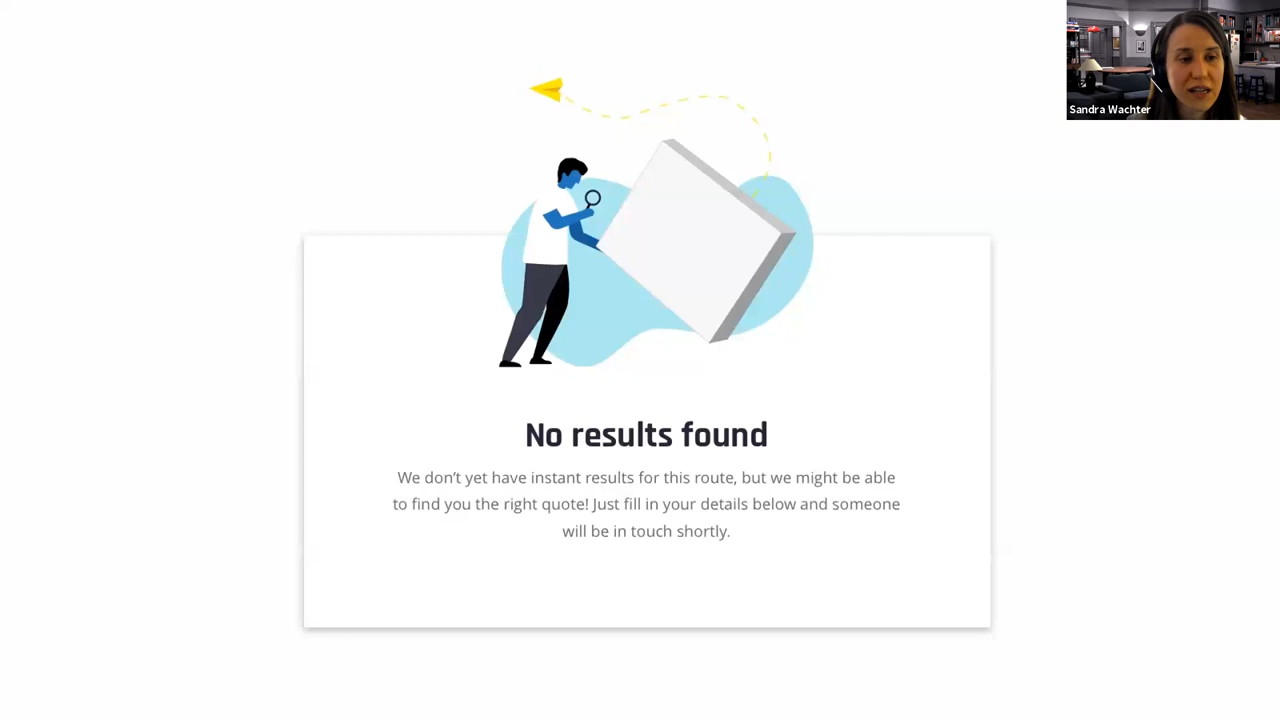 Sandra Wachter
No results found
We don't yet have instant results for this route, but we might be able
to find you the right quote! Just fill in your details below and someone
will be in touch shortly.